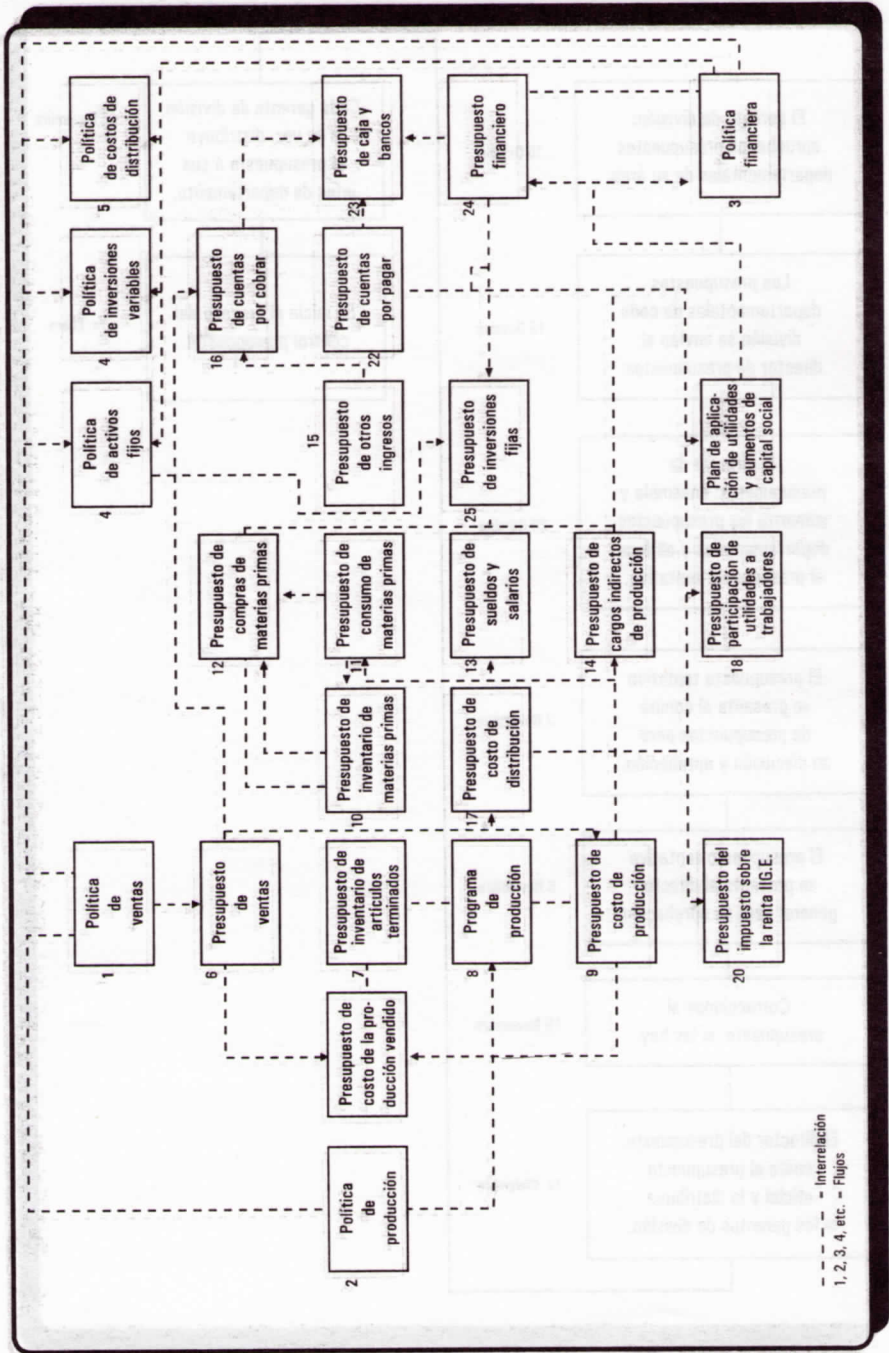 1
Política
de
ventas
4
Política
de activos
fijos
4
Política
de inversiones
variables
5
Política
de costo de
distribución
6
Presupuesto
de
ventas
12
Presupuesto de
compras de
materias primas
16
Presupuesto
de cuentas
por cobrar
2
Política
de
producción
Presupuesto de
costo de la pro-
ducción vendido
7
Presupuesto de
inventario de
artículos
terminados
10
Presupuesto de
inventario de
materias primas
11
Presupuesto de
consumo de
materias primas
15
Presupuesto
de otros
ingresos
22
Presupuesto
de cuentas
por pagar
23
Presupuesto
de caja y
bancos
8
Programa
de
producción
17
Presupuesto de
costo de
distribución
13
Presupuesto de
sueldos y
salarios
25
Presupuesto
de inversiones
fijas
24
Presupuesto
financiero
9
Presupuesto de
costo de
producción
14
Presupuesto de
cargos indirectos
de producción
20
Presupuesto del
impuesto sobre
la renta IIG.E.
18
Presupuesto de
participación de
utilidades a
trabajadores
Plan de aplica-
ción de utilidades
y aumentos de
capital social
3
Política
financiera
- - - - - = Interrelación
1, 2, 3, 4, etc. = Flujos